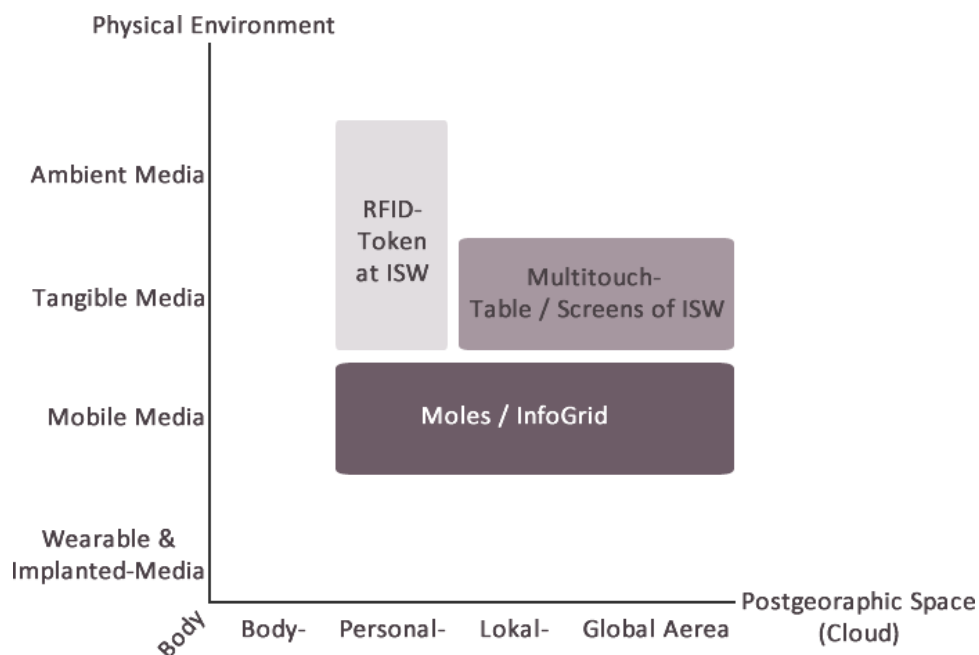 Physical Environment
Ambient Media
RFID-
Token
at ISW
Multitouch-
Table / Screens of ISW
Tangible Media
Mobile Media
Moles / InfoGrid
Wearable &
Implanted-Media
Body
Body-
Personal-
Lokal-
Global Aerea
Postgeoraphic Space
(Cloud)